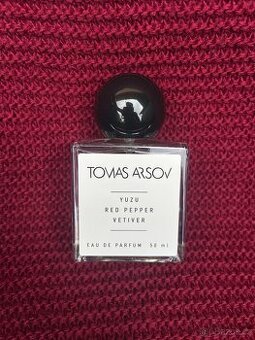 TOMAS ARSOV
YUZU
RED PEPPER
VETIVER
EAU DE PARFUM 50 ml